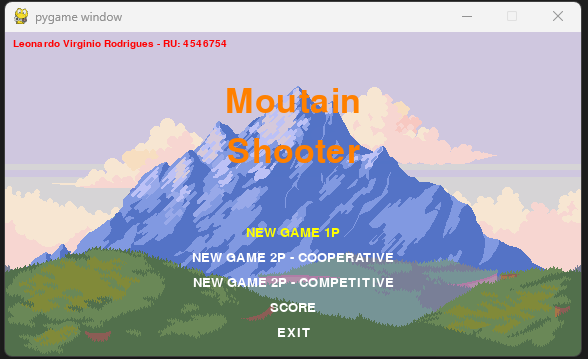 pygame window
Leonardo Virginio Rodrigues - RU: 4546754
Moutain
Shooter
NEW GAME 1P
NEW GAME 2P - COOPERATIVE
NEW GAME 2P - COMPETITIVE
SCORE
EXIT